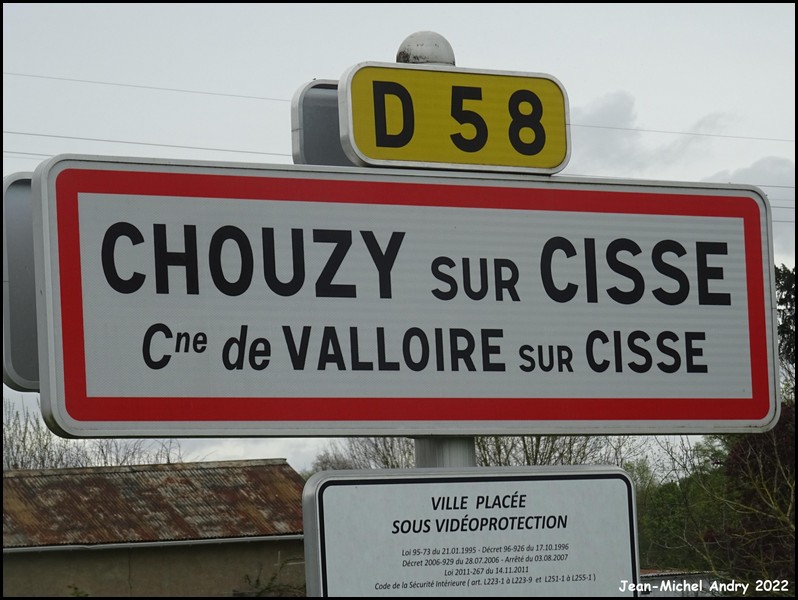 D 58
CHOUZY SUR CISSE
Cne de VALLOIRE SUR CISSE
VILLE PLACÉE
SOUS VIDÉOPROTECTION
Loi 95-73 du 21.01.1995 - Décret 96-926 du 17.10.1996
Décret 2006-929 du 28.07.2006 - Arrêté du 03.08.2007
Loi 2011-267 du 14.11.2011
Code de la Sécurité Intérieure ( art. L223-1 à L223-9 et L251-1 à L255-1 )
Jean-Michel Andry 2022